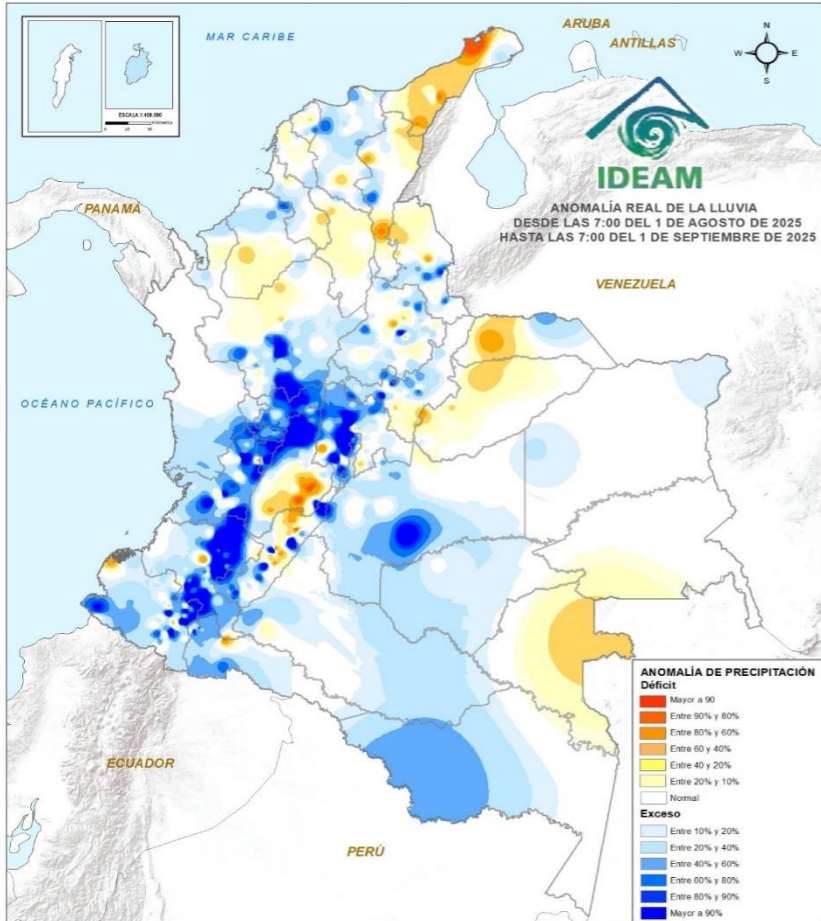 MAR CARIBE
ARUBA
ANTILLAS
N
W
E
S
ESCALA 1:400.000
IDEAM
ANOMALÍA REAL DE LA LLUVIA
DESDE LAS 7:00 DEL 1 DE AGOSTO DE 2025
HASTA LAS 7:00 DEL 1 DE SEPTIEMBRE DE 2025
PANAMÁ
VENEZUELA
OCÉANO PACÍFICO
ECUADOR
PERÚ
ANOMALÍA DE PRECIPITACIÓN
Déficit
Mayor a 90
Entre 90% y 80%
Entre 80% y 60%
Entre 60 y 40%
Entre 40 y 20%
Entre 20% y 10%
Normal
Exceso
Entre 10% y 20%
Entre 20% y 40%
Entre 40% y 60%
Entre 60% y 80%
Entre 80% y 90%
Mayor a 90%